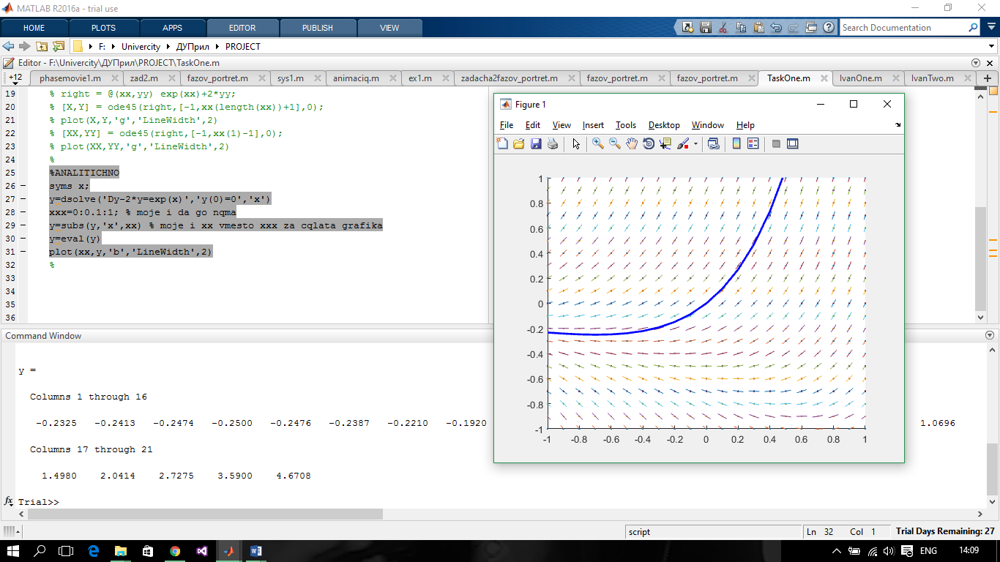 MATLAB R2016a - trial use
HOME PLOTS APPS EDITOR PUBLISH VIEW Search Documentation
F: Univercity ДУПрил PROJECT
Editor - F:\Univercity\ДУПрил\PROJECT\TaskOne.m
+12 phasemovie1.m zad2.m fazov_portret.m sys1.m animaciq.m ex1.m zadacha2fazov_portret.m fazov_portret.m fazov_portret.m TaskOne.m IvanOne.m IvanTwo.m
19 % right = @(xx,yy) exp(xx)+2*yy;
20 % [X,Y] = ode45(right,[-1,xx(length(xx))+1],0);
21 % plot(X,Y,'g','LineWidth',2)
22 % [XX,YY] = ode45(right,[-1,xx(1)-1],0);
23 % plot(XX,YY,'g','LineWidth',2)
24 %
25 %ANALITICHNO
26 syms x;
27 y=dsolve('Dy-2*y=exp(x)','y(0)=0','x')
28 xxx=0:0.1:1; % moje i da go nqma
29 y=subs(y,'x',xx) % moje i xx vmesto xxx za cqlata grafika
30 y=eval(y)
31 plot(xx,y,'b','LineWidth',2)
32 %
33
34
35
36
Figure 1
File Edit View Insert Tools Desktop Window Help
1
0.8
0.6
0.4
0.2
0
-0.2
-0.4
-0.6
-0.8
-1
-1 -0.8 -0.6 -0.4 -0.2 0 0.2 0.4 0.6 0.8 1
Command Window
y =
Columns 1 through 16
-0.2325 -0.2413 -0.2474 -0.2500 -0.2476 -0.2387 -0.2210 -0.1920 1.0696
Columns 17 through 21
1.4980 2.0414 2.7275 3.5900 4.6708
fx Trial>>
script Ln 32 Col 1 Trial Days Remaining: 27
ENG 14:09